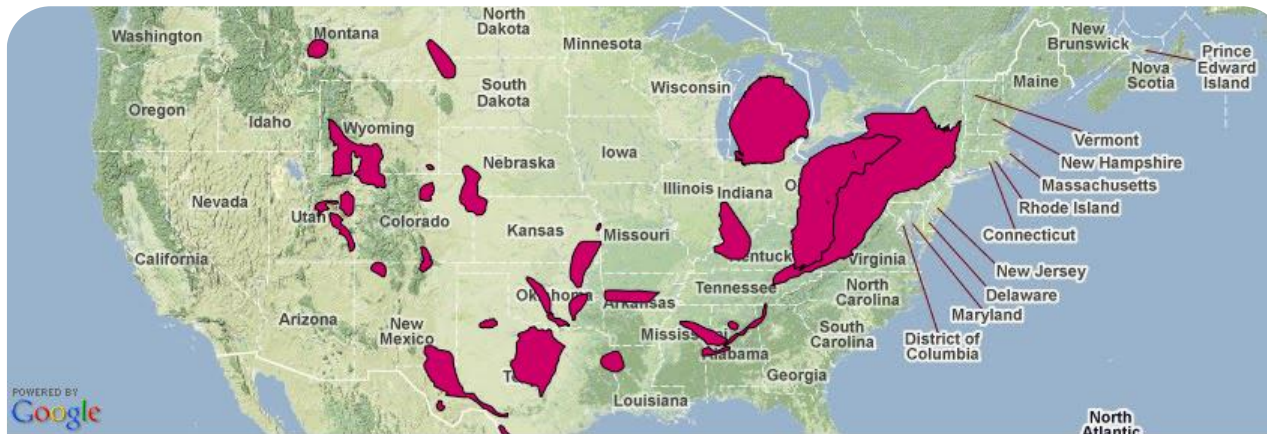 Washington
Montana
North
Dakota
Minnesota
New
Brunswick
Prince
Edward
Island
Nova
Scotia
Maine
Oregon
Idaho
Wyoming
South
Dakota
Wisconsin
Vermont
New Hampshire
Massachusetts
Rhode Island
Connecticut
Nebraska
Iowa
Illinois
Indiana
Nevada
Utah
Colorado
Kansas
Missouri
Virginia
New Jersey
Delaware
Maryland
District of
Columbia
California
Tennessee
North
Carolina
Arizona
New
Mexico
Oklahoma
Arkansas
South
Carolina
Alabama
Georgia
Louisiana
North
Atlantic
POWERED BY
Google